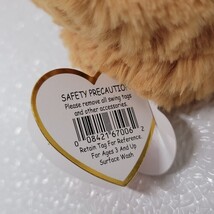 SAFETY PRECAUTION
Please remove all swing tags
and other accessories.
0 08421 67006 2
Retain Tag For Reference.
For Ages 3 And Up
Surface Wash